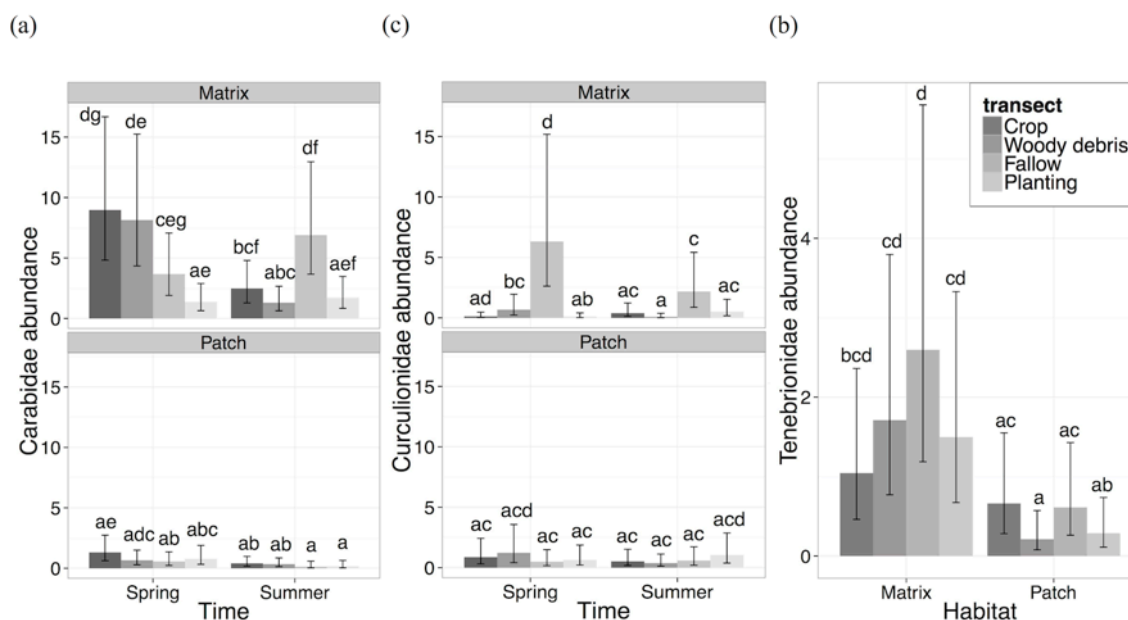 (a)
Matrix
Carabidae abundance
15
10
5
0
dg
de
ceg
ae
bcf
abc
df
aef
Patch
15
10
5
0
ae
adc
ab
abc
ab
ab
a
a
Spring
Summer
Time
(c)
Matrix
Curculionidae abundance
15
10
5
0
ad
bc
d
ab
ac
a
c
ac
Patch
15
10
5
0
ac
acd
ac
ac
ac
ac
ac
acd
Spring
Summer
Time
(b)
Tenebrionidae abundance
4
2
0
bcd
cd
d
cd
ac
a
ac
ab
transect
Crop
Woody debris
Fallow
Planting
Matrix
Patch
Habitat